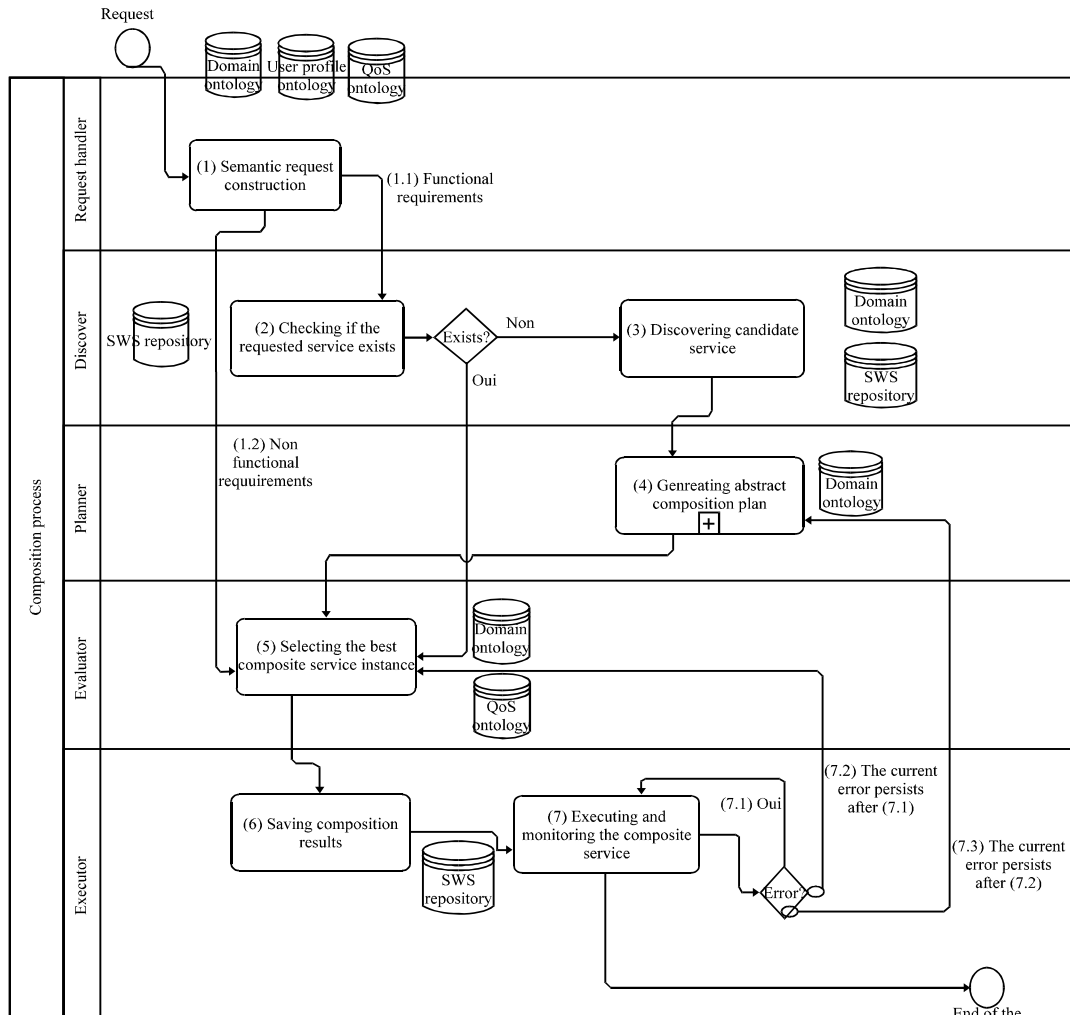 Request
Domain
ontology
User profile
ontology
QoS
ontology
Composition process
Request handler
(1) Semantic request
construction
(1.1) Functional
requirements
Discover
SWS repository
(2) Checking if the
requested service exists
Exists?
Non
Oui
(3) Discovering candidate
service
Domain
ontology
SWS
repository
Planner
(1.2) Non
functional
requuirements
(4) Genreating abstract
composition plan
Domain
ontology
Evaluator
(5) Selecting the best
composite service instance
Domain
ontology
QoS
ontology
Executor
(6) Saving composition
results
SWS
repository
(7) Executing and
monitoring the composite
service
(7.1) Oui
Error?
(7.2) The current
error persists
after (7.1)
(7.3) The current
error persists
after (7.2)
End of the